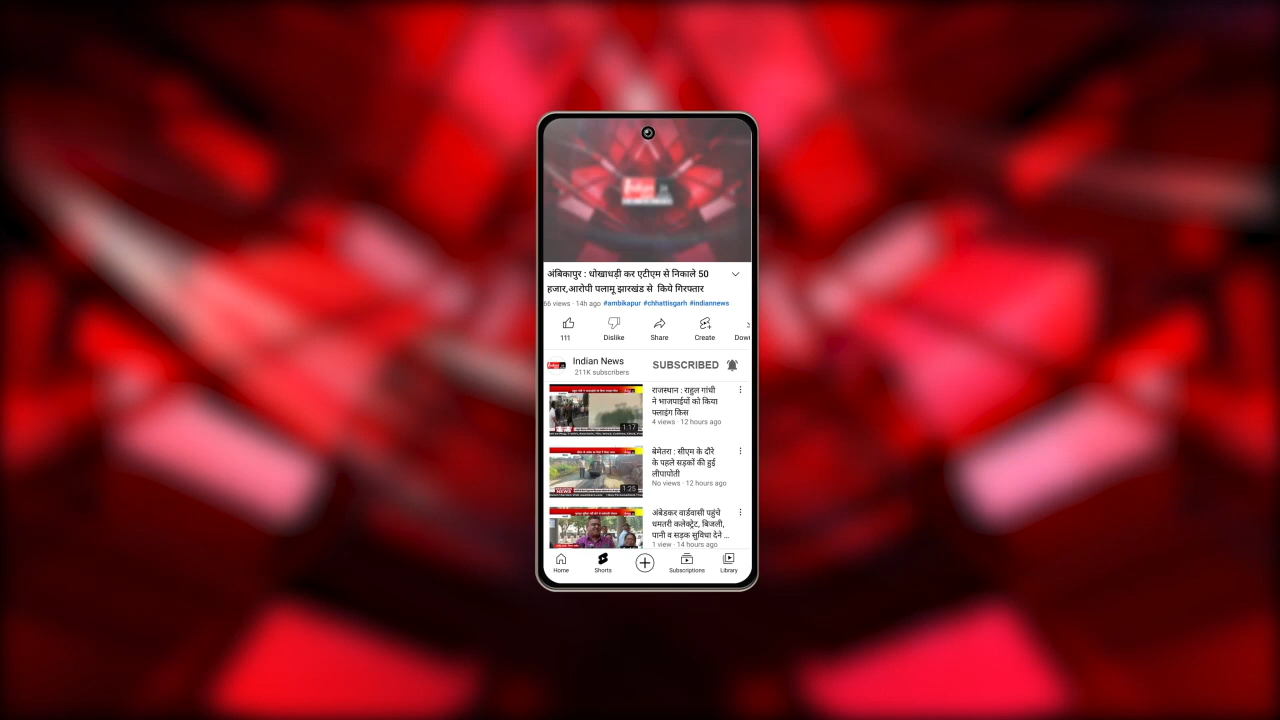 अंबिकापुर : धोखाधड़ी कर एटीएम से निकाले 50
हजार,आरोपी पलामू झारखंड से किये गिरफ्तार
66 views · 14h ago #ambikapur #chhattisgarh #indiannews
111
Dislike
Share
Create
Indian News
211K subscribers
SUBSCRIBED
राजस्थान : राहुल गांधी
ने भाजपाईयों को किया
फ्लाइंग किस
4 views · 12 hours ago
1:17
बेमेतरा : सीएम के दौरे
के पहले सड़कों की हुई
लीपापोती
No views · 12 hours ago
1:25
अंबेडकर वार्डवासी पहुंचे
धमतरी कलेक्ट्रेट, बिजली,
पानी व सड़क सुविधा देने ...
1 view · 14 hours ago
Home
Shorts
Subscriptions
Library